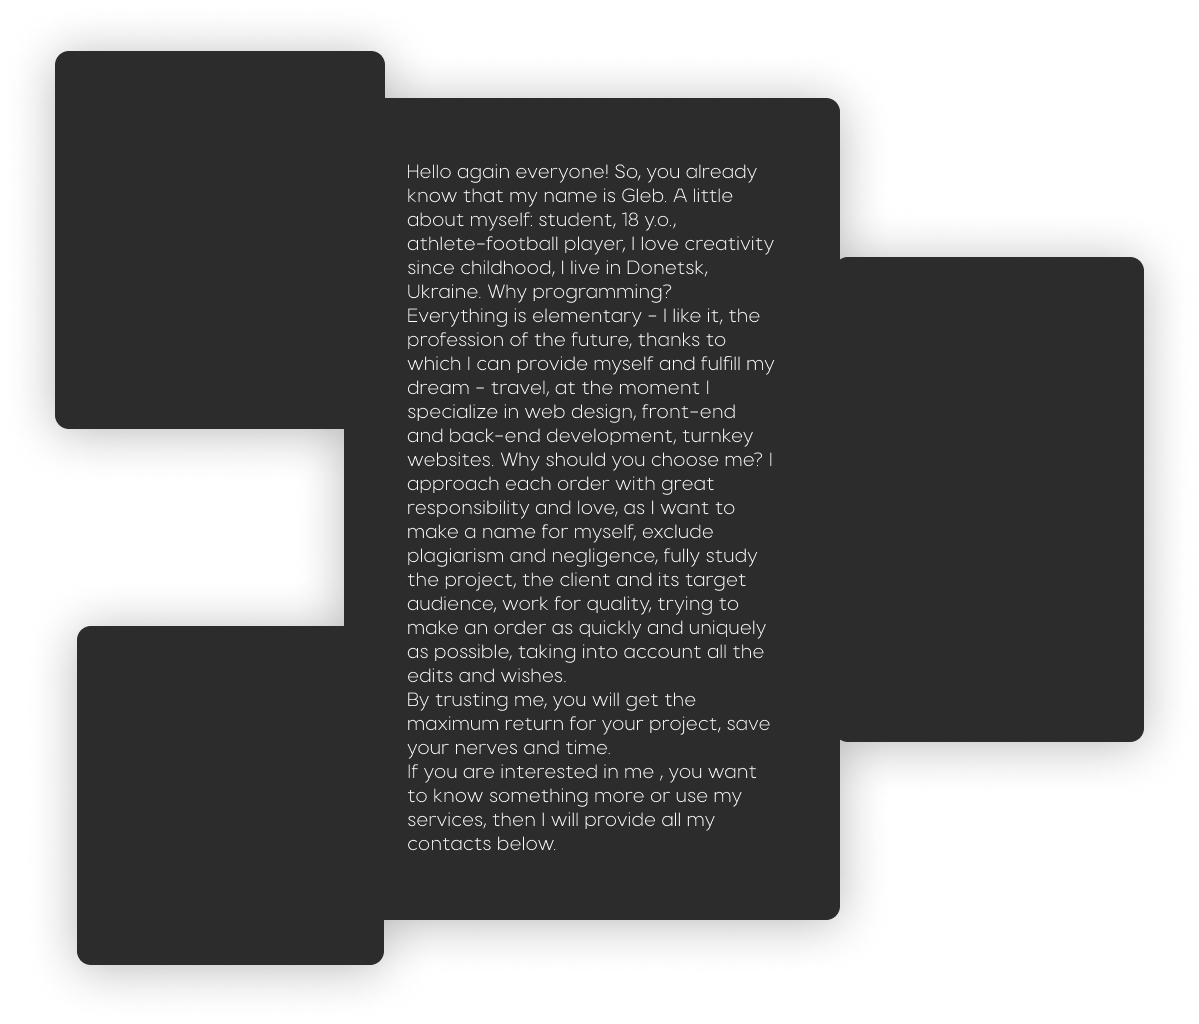 Hello again everyone! So, you already
know that my name is Gleb. A little
about myself: student, 18 y.o.,
athlete-football player, I love creativity
since childhood, I live in Donetsk,
Ukraine. Why programming?
Everything is elementary - I like it, the
profession of the future, thanks to
which I can provide myself and fulfill my
dream - travel, at the moment I
specialize in web design, front-end
and back-end development, turnkey
websites. Why should you choose me? I
approach each order with great
responsibility and love, as I want to
make a name for myself, exclude
plagiarism and negligence, fully study
the project, the client and its target
audience, work for quality, trying to
make an order as quickly and uniquely
as possible, taking into account all the
edits and wishes.
By trusting me, you will get the
maximum return for your project, save
your nerves and time.
If you are interested in me , you want
to know something more or use my
services, then I will provide all my
contacts below.